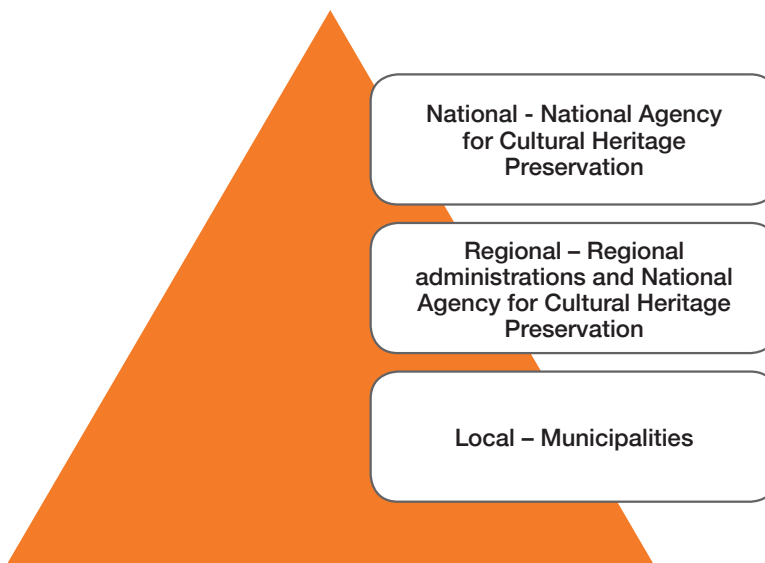 National - National Agency
for Cultural Heritage
Preservation
Regional – Regional
administrations and National
Agency for Cultural Heritage
Preservation
Local – Municipalities